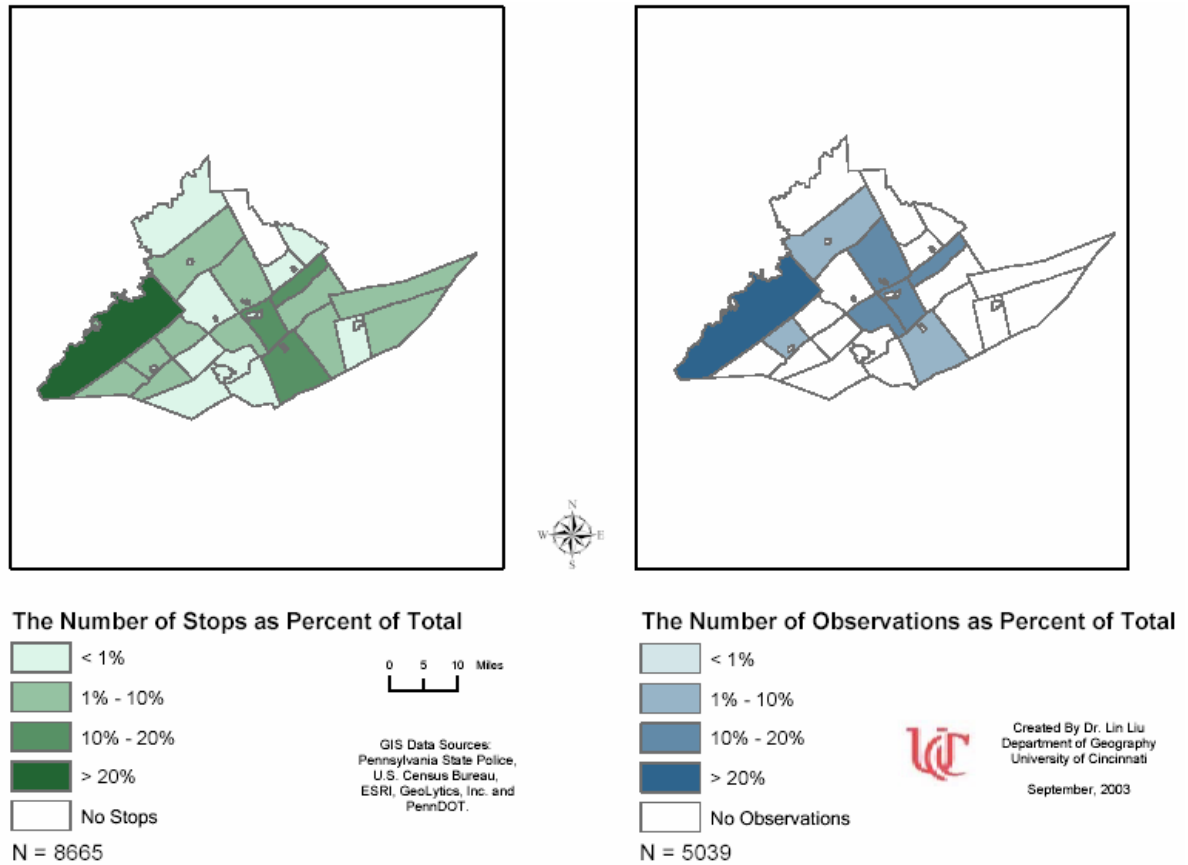 N
W E
S
The Number of Stops as Percent of Total
< 1%
1% - 10%
10% - 20%
> 20%
No Stops
N = 8665
0 5 10 Miles
GIS Data Sources:
Pennsylvania State Police,
U.S. Census Bureau,
ESRI, GeoLytics, Inc. and
PennDOT.
The Number of Observations as Percent of Total
< 1%
1% - 10%
10% - 20%
> 20%
No Observations
N = 5039
UC
Created By Dr. Lin Liu
Department of Geography
University of Cincinnati
September, 2003